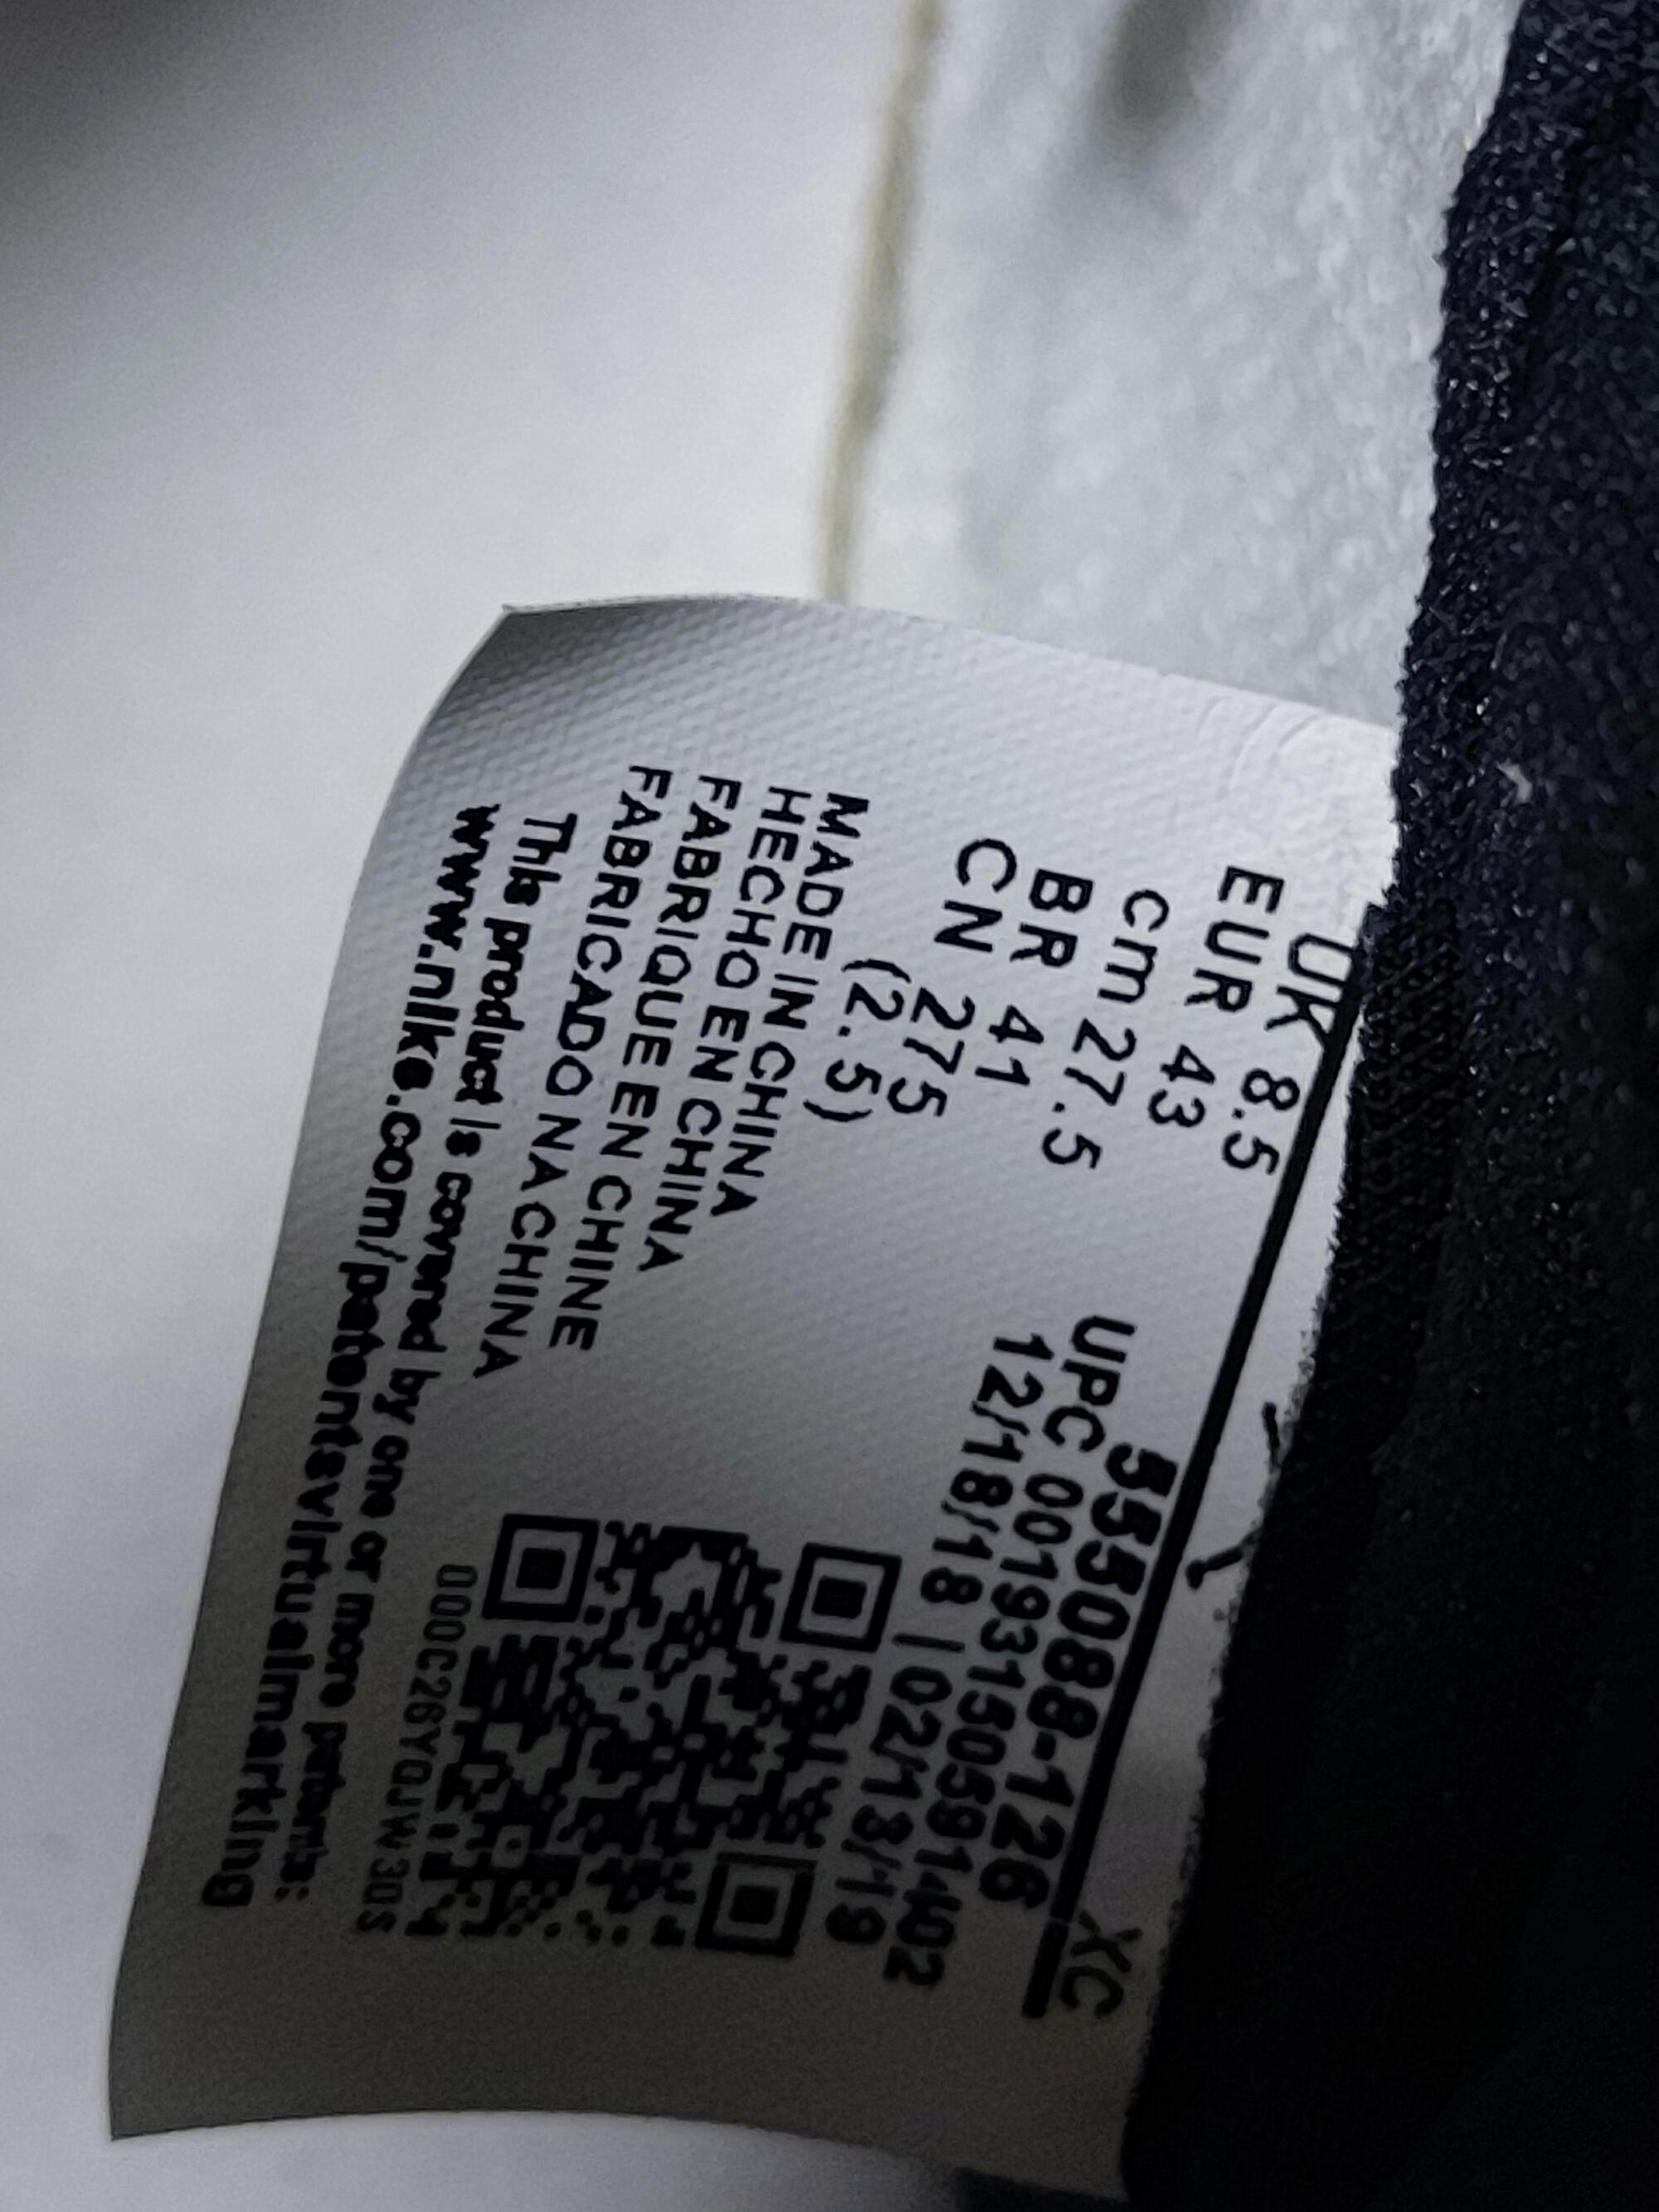 UK 8.5
EUR 43
cm 27.5
BR 41
CN 275
(2.5)
MADE IN CHINA
HECHO EN CHINA
FABRIQUE EN CHINE
FABRICADO NA CHINA
This product is covered by one or more patents:
www.nike.com/patentsvirtualmarking
XC
555088-126
UPC 00193150591402
12/18/18 | 02/13/19
000C26Y0JW30S